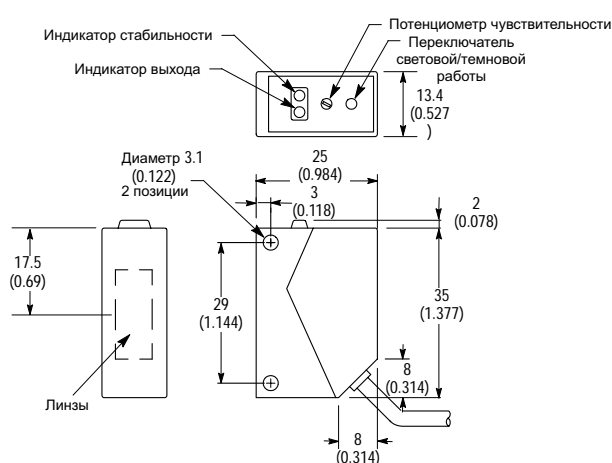 Потенциометр чувствительности
Индикатор стабильности
Переключатель
световой/темновой
работы
Индикатор выхода
13.4
(0.527
)
Диаметр 3.1
(0.122)
2 позиции
25
(0.984)
3
(0.118)
2
(0.078)
17.5
(0.69)
29
(1.144)
35
(1.377)
8
(0.314)
Линзы
8
(0.314)